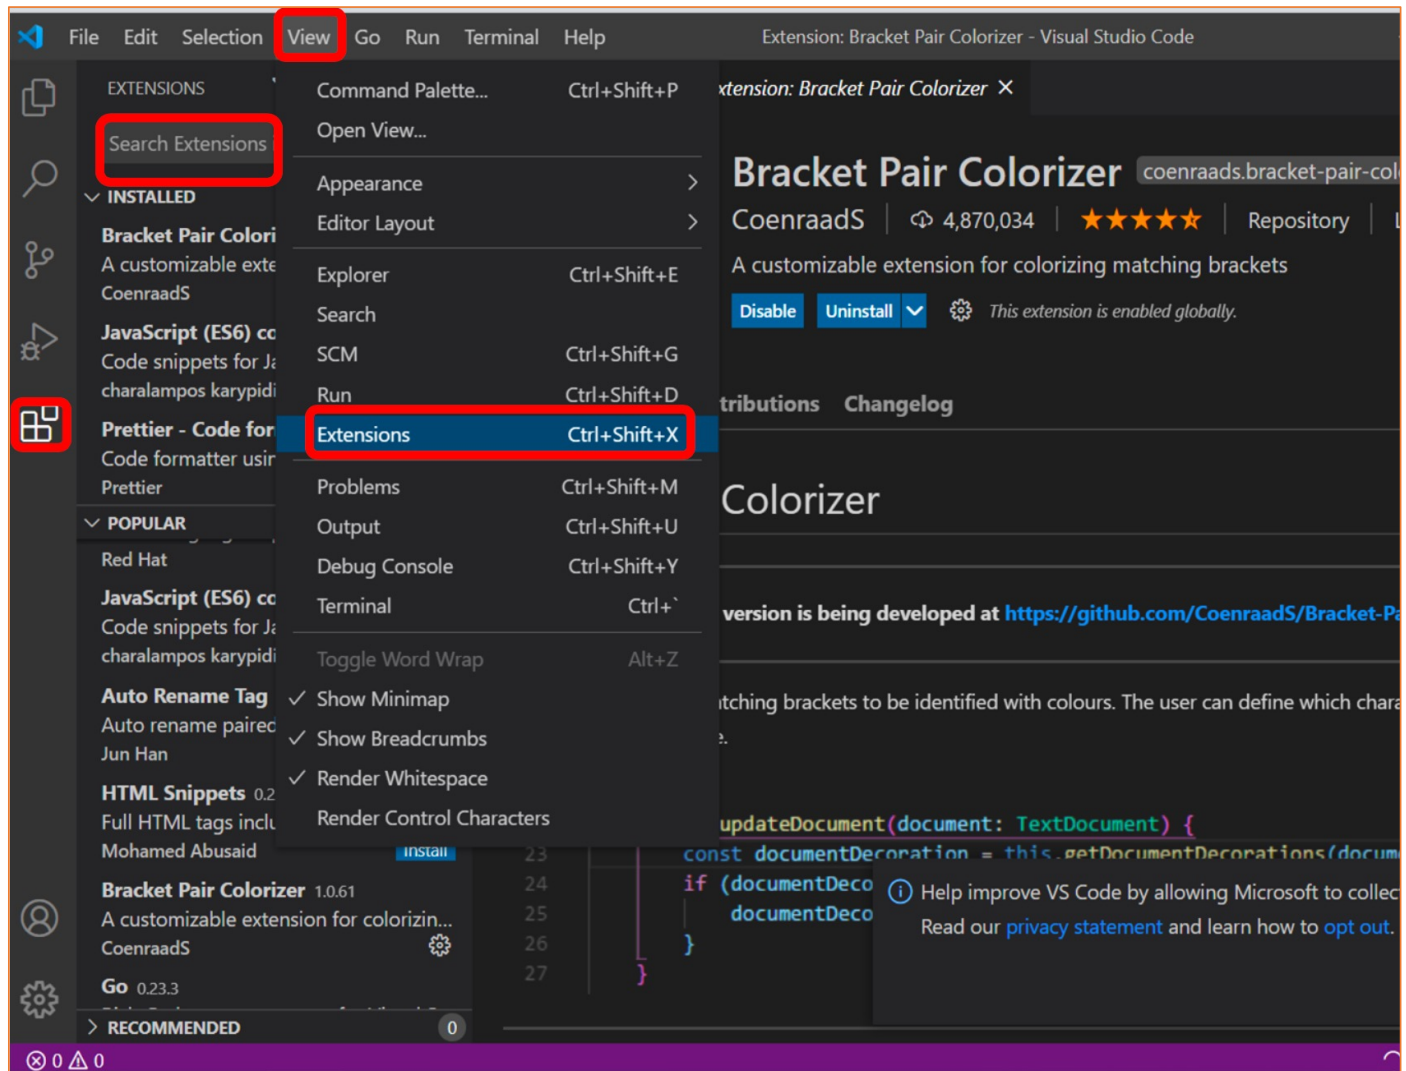 File Edit Selection View Go Run Terminal Help Extension: Bracket Pair Colorizer - Visual Studio Code
EXTENSIONS
Search Extensions
INSTALLED
Bracket Pair Colori
A customizable exte
CoenraadS
JavaScript (ES6) co
Code snippets for Ja
charalampos karypidi
Prettier - Code for
Code formatter usin
Prettier
POPULAR
Red Hat
JavaScript (ES6) co
Code snippets for Ja
charalampos karypidi
Auto Rename Tag
Auto rename paired
Jun Han
HTML Snippets 0.2
Full HTML tags inclu
Mohamed Abusaid Install
Bracket Pair Colorizer 1.0.61
A customizable extension for colorizin...
CoenraadS
Go 0.23.3
RECOMMENDED 0
Command Palette... Ctrl+Shift+P
Open View...
Appearance
Editor Layout
Explorer Ctrl+Shift+E
Search
SCM Ctrl+Shift+G
Run Ctrl+Shift+D
Extensions Ctrl+Shift+X
Problems Ctrl+Shift+M
Output Ctrl+Shift+U
Debug Console Ctrl+Shift+Y
Terminal Ctrl+`
Toggle Word Wrap Alt+Z
Show Minimap
Show Breadcrumbs
Render Whitespace
Render Control Characters
xtension: Bracket Pair Colorizer
Bracket Pair Colorizer coenraads.bracket-pair-col
CoenraadS 4,870,034 Repository
A customizable extension for colorizing matching brackets
Disable Uninstall This extension is enabled globally.
tributions Changelog
Colorizer
version is being developed at https://github.com/CoenraadS/Bracket-Pa
tching brackets to be identified with colours. The user can define which chara
e.
updateDocument(document: TextDocument) {
23 const documentDecoration = this.getDocumentDecorations(docum
24 if (documentDeco
25 documentDeco
26 }
27 }
Help improve VS Code by allowing Microsoft to collec
Read our privacy statement and learn how to opt out.
0 0